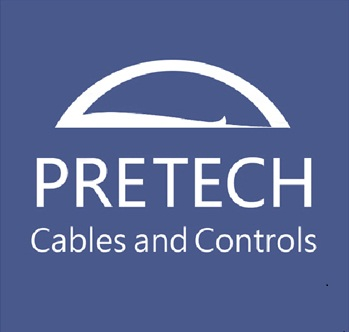 PRETECH
Cables and Controls